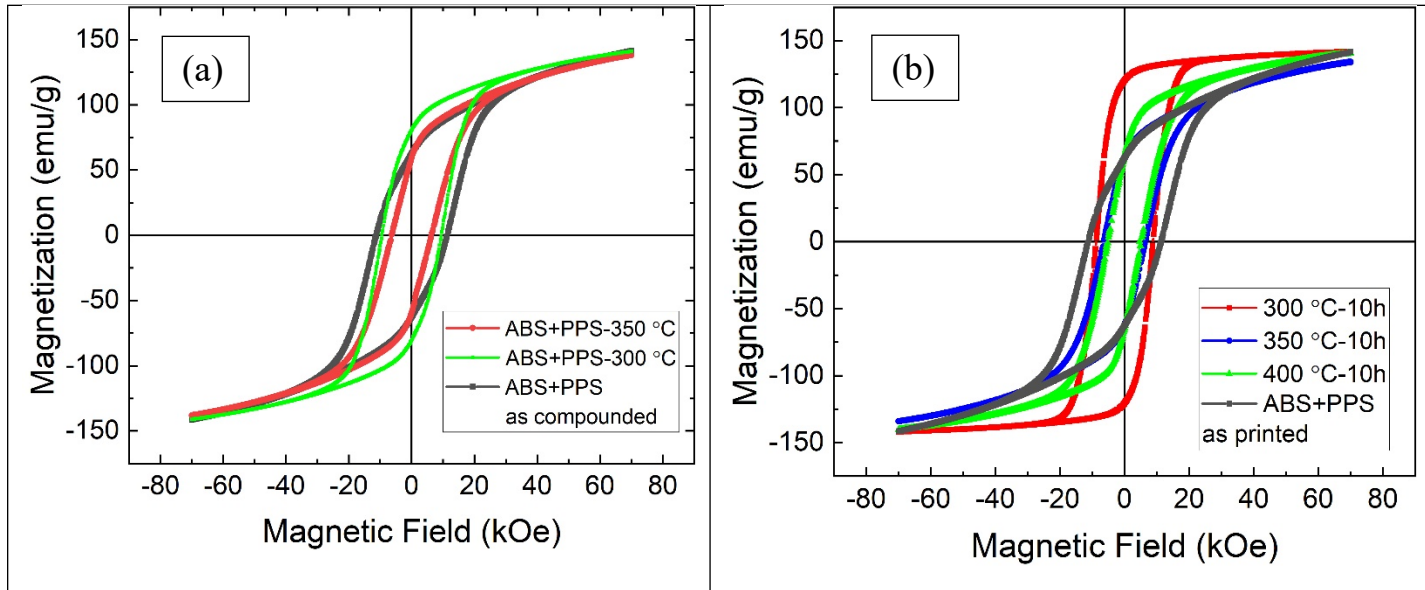 (a)
150
100
50
0
-50
-100
-150
Magnetization (emu/g)
-80 -60 -40 -20 0 20 40 60 80
Magnetic Field (kOe)
ABS+PPS-350 °C
ABS+PPS-300 °C
ABS+PPS
as compounded
(b)
150
100
50
0
-50
-100
-150
Magnetization (emu/g)
-80 -60 -40 -20 0 20 40 60 80
Magnetic Field (kOe)
300 °C-10h
350 °C-10h
400 °C-10h
ABS+PPS
as printed